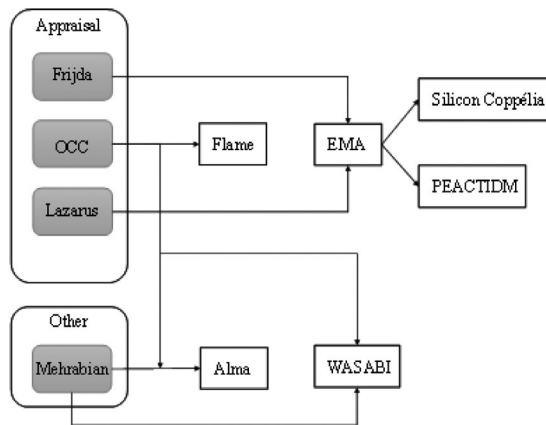 Appraisal
Frijda
Silicon Coppélia
OCC
Flame
EMA
PEACTIDM
Lazarus
Other
Mehrabian
Alma
WASABI